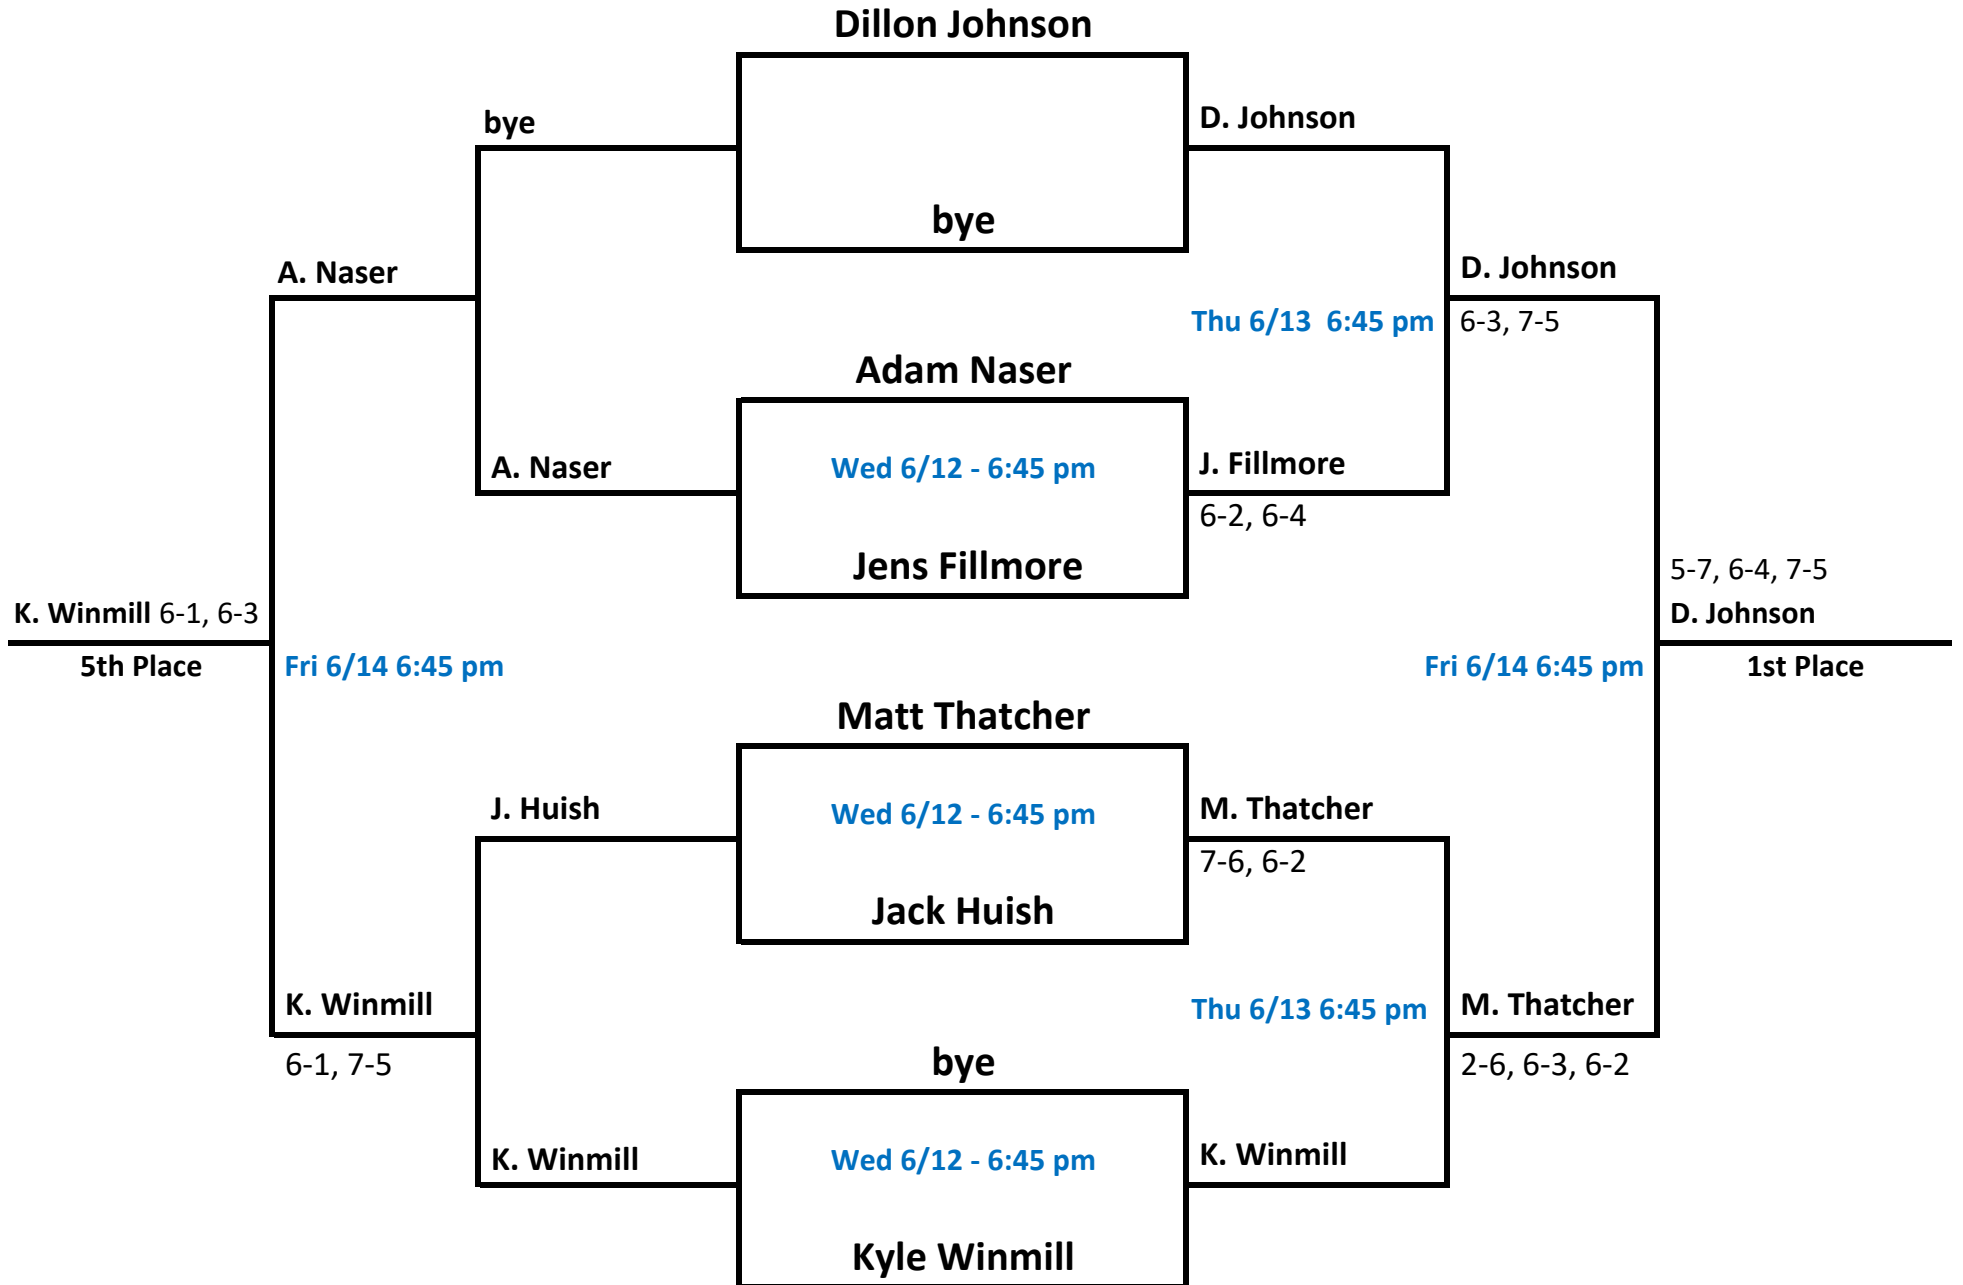 Dillon Johnson
bye
D. Johnson
bye
A. Naser
D. Johnson
Thu 6/13  6:45 pm
6-3, 7-5
Adam Naser
A. Naser
Wed 6/12 - 6:45 pm
J. Fillmore
6-2, 6-4
Jens Fillmore
5-7, 6-4, 7-5
K. Winmill 6-1, 6-3
D. Johnson
5th Place
Fri 6/14 6:45 pm
Fri 6/14 6:45 pm
1st Place
Matt Thatcher
J. Huish
Wed 6/12 - 6:45 pm
M. Thatcher
7-6, 6-2
Jack Huish
K. Winmill
Thu 6/13 6:45 pm
M. Thatcher
6-1, 7-5
bye
2-6, 6-3, 6-2
K. Winmill
Wed 6/12 - 6:45 pm
K. Winmill
Kyle Winmill